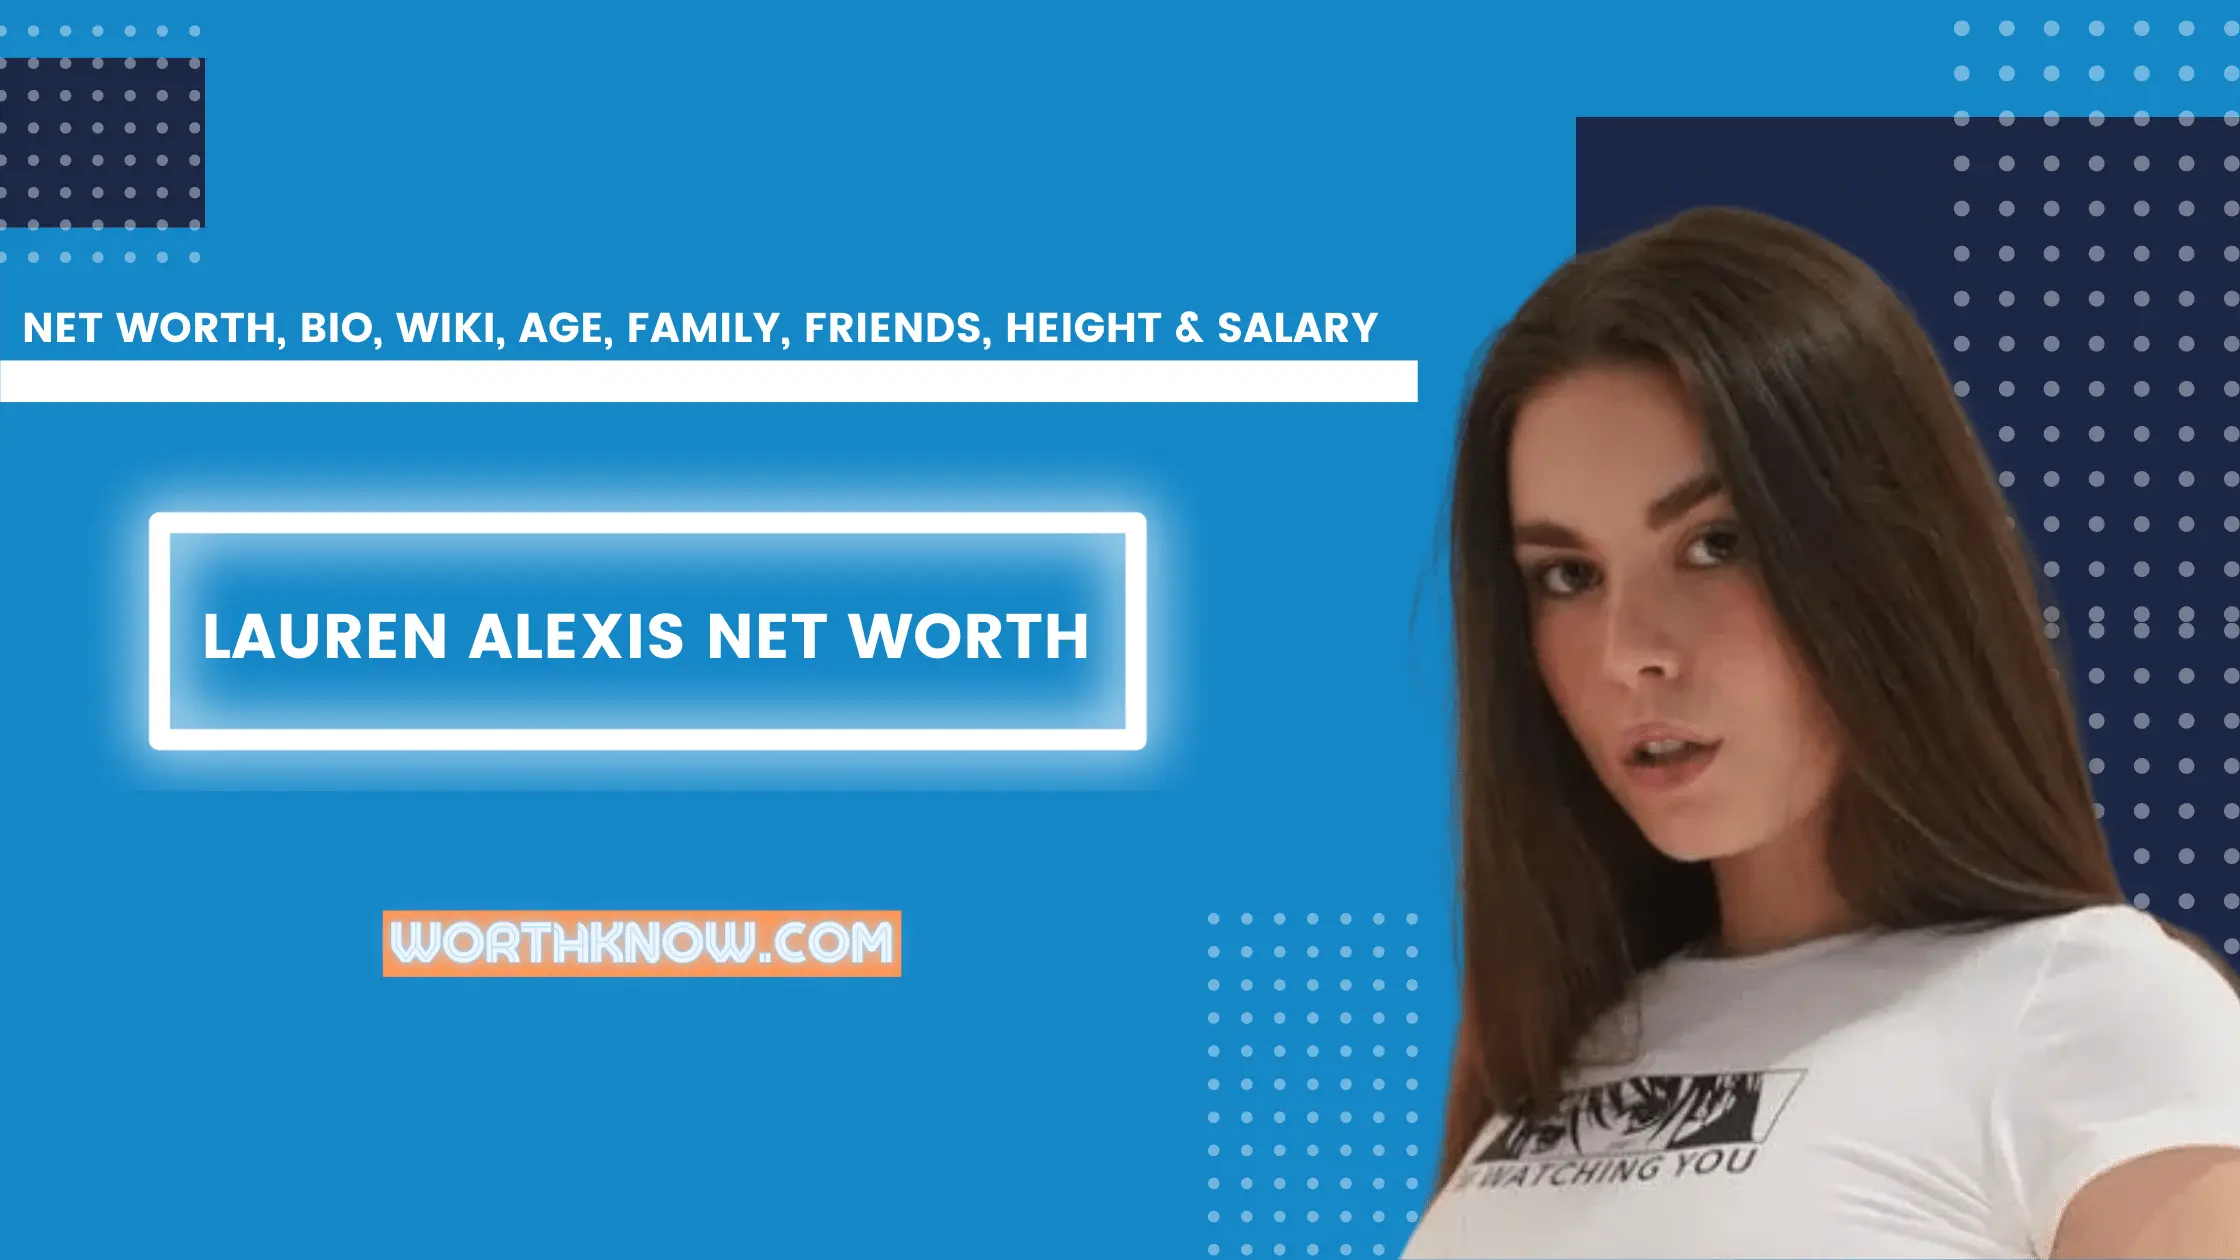 NET WORTH, BIO, WIKI, AGE, FAMILY, FRIENDS, HEIGHT & SALARY
LAUREN ALEXIS NET WORTH
WORTHKNOW.COM
WATCHING YOU